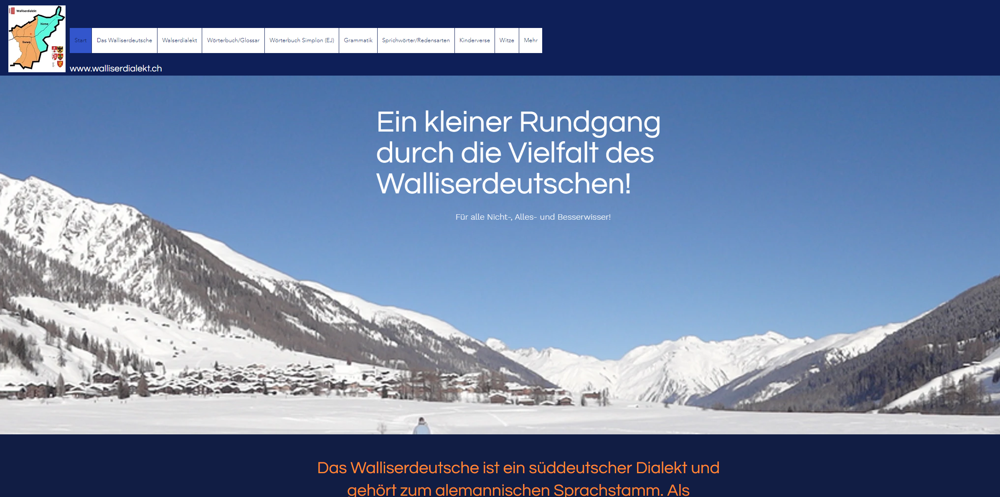 Walliserdialekt
hirme
liwwe
Start
Das Walliserdeutsche
Walserdialekt
Wörterbuch/Glossar
Wörterbuch Simplon (EJ)
Grammatik
Sprichwörter/Redensarten
Kinderverse
Witze
Mehr
www.walliserdialekt.ch
Ein kleiner Rundgang
durch die Vielfalt des
Walliserdeutschen!
Für alle Nicht-, Alles- und Besserwisser!
Das Walliserdeutsche ist ein süddeutscher Dialekt und
gehört zum alemannischen Sprachstamm. Als